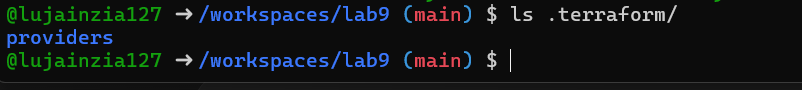 @lujainzia127 ➜ /workspaces/lab9 (main) $ ls .terraform/
providers
@lujainzia127 ➜ /workspaces/lab9 (main) $